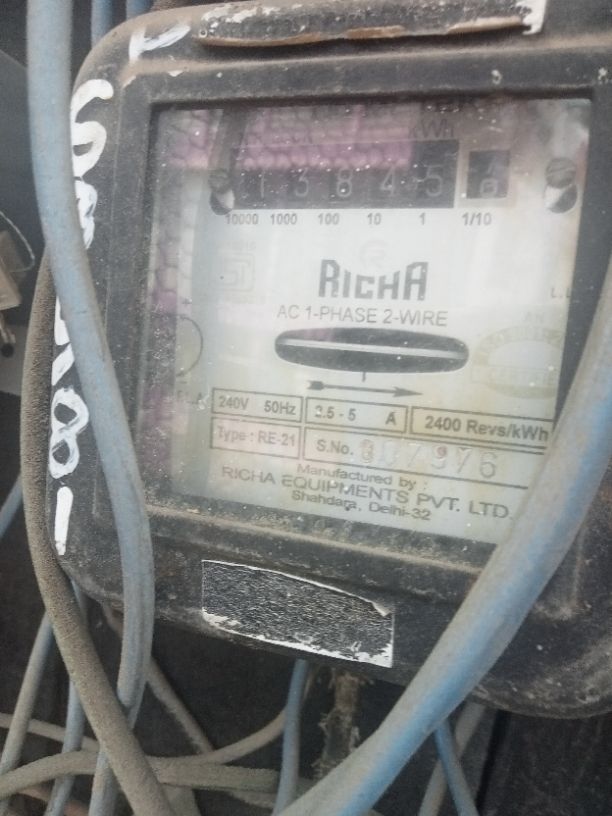 kWh
1 3 8 4 5
10000 1000 100 10 1 1/10
RICHA
AC 1-PHASE 2-WIRE
240V 50Hz 2.5 - 5 A 2400 Revs/kWh
Type : RE-21 S.No.
Manufactured by :
RICHA EQUIPMENTS PVT. LTD.
Shahdara, Delhi-32